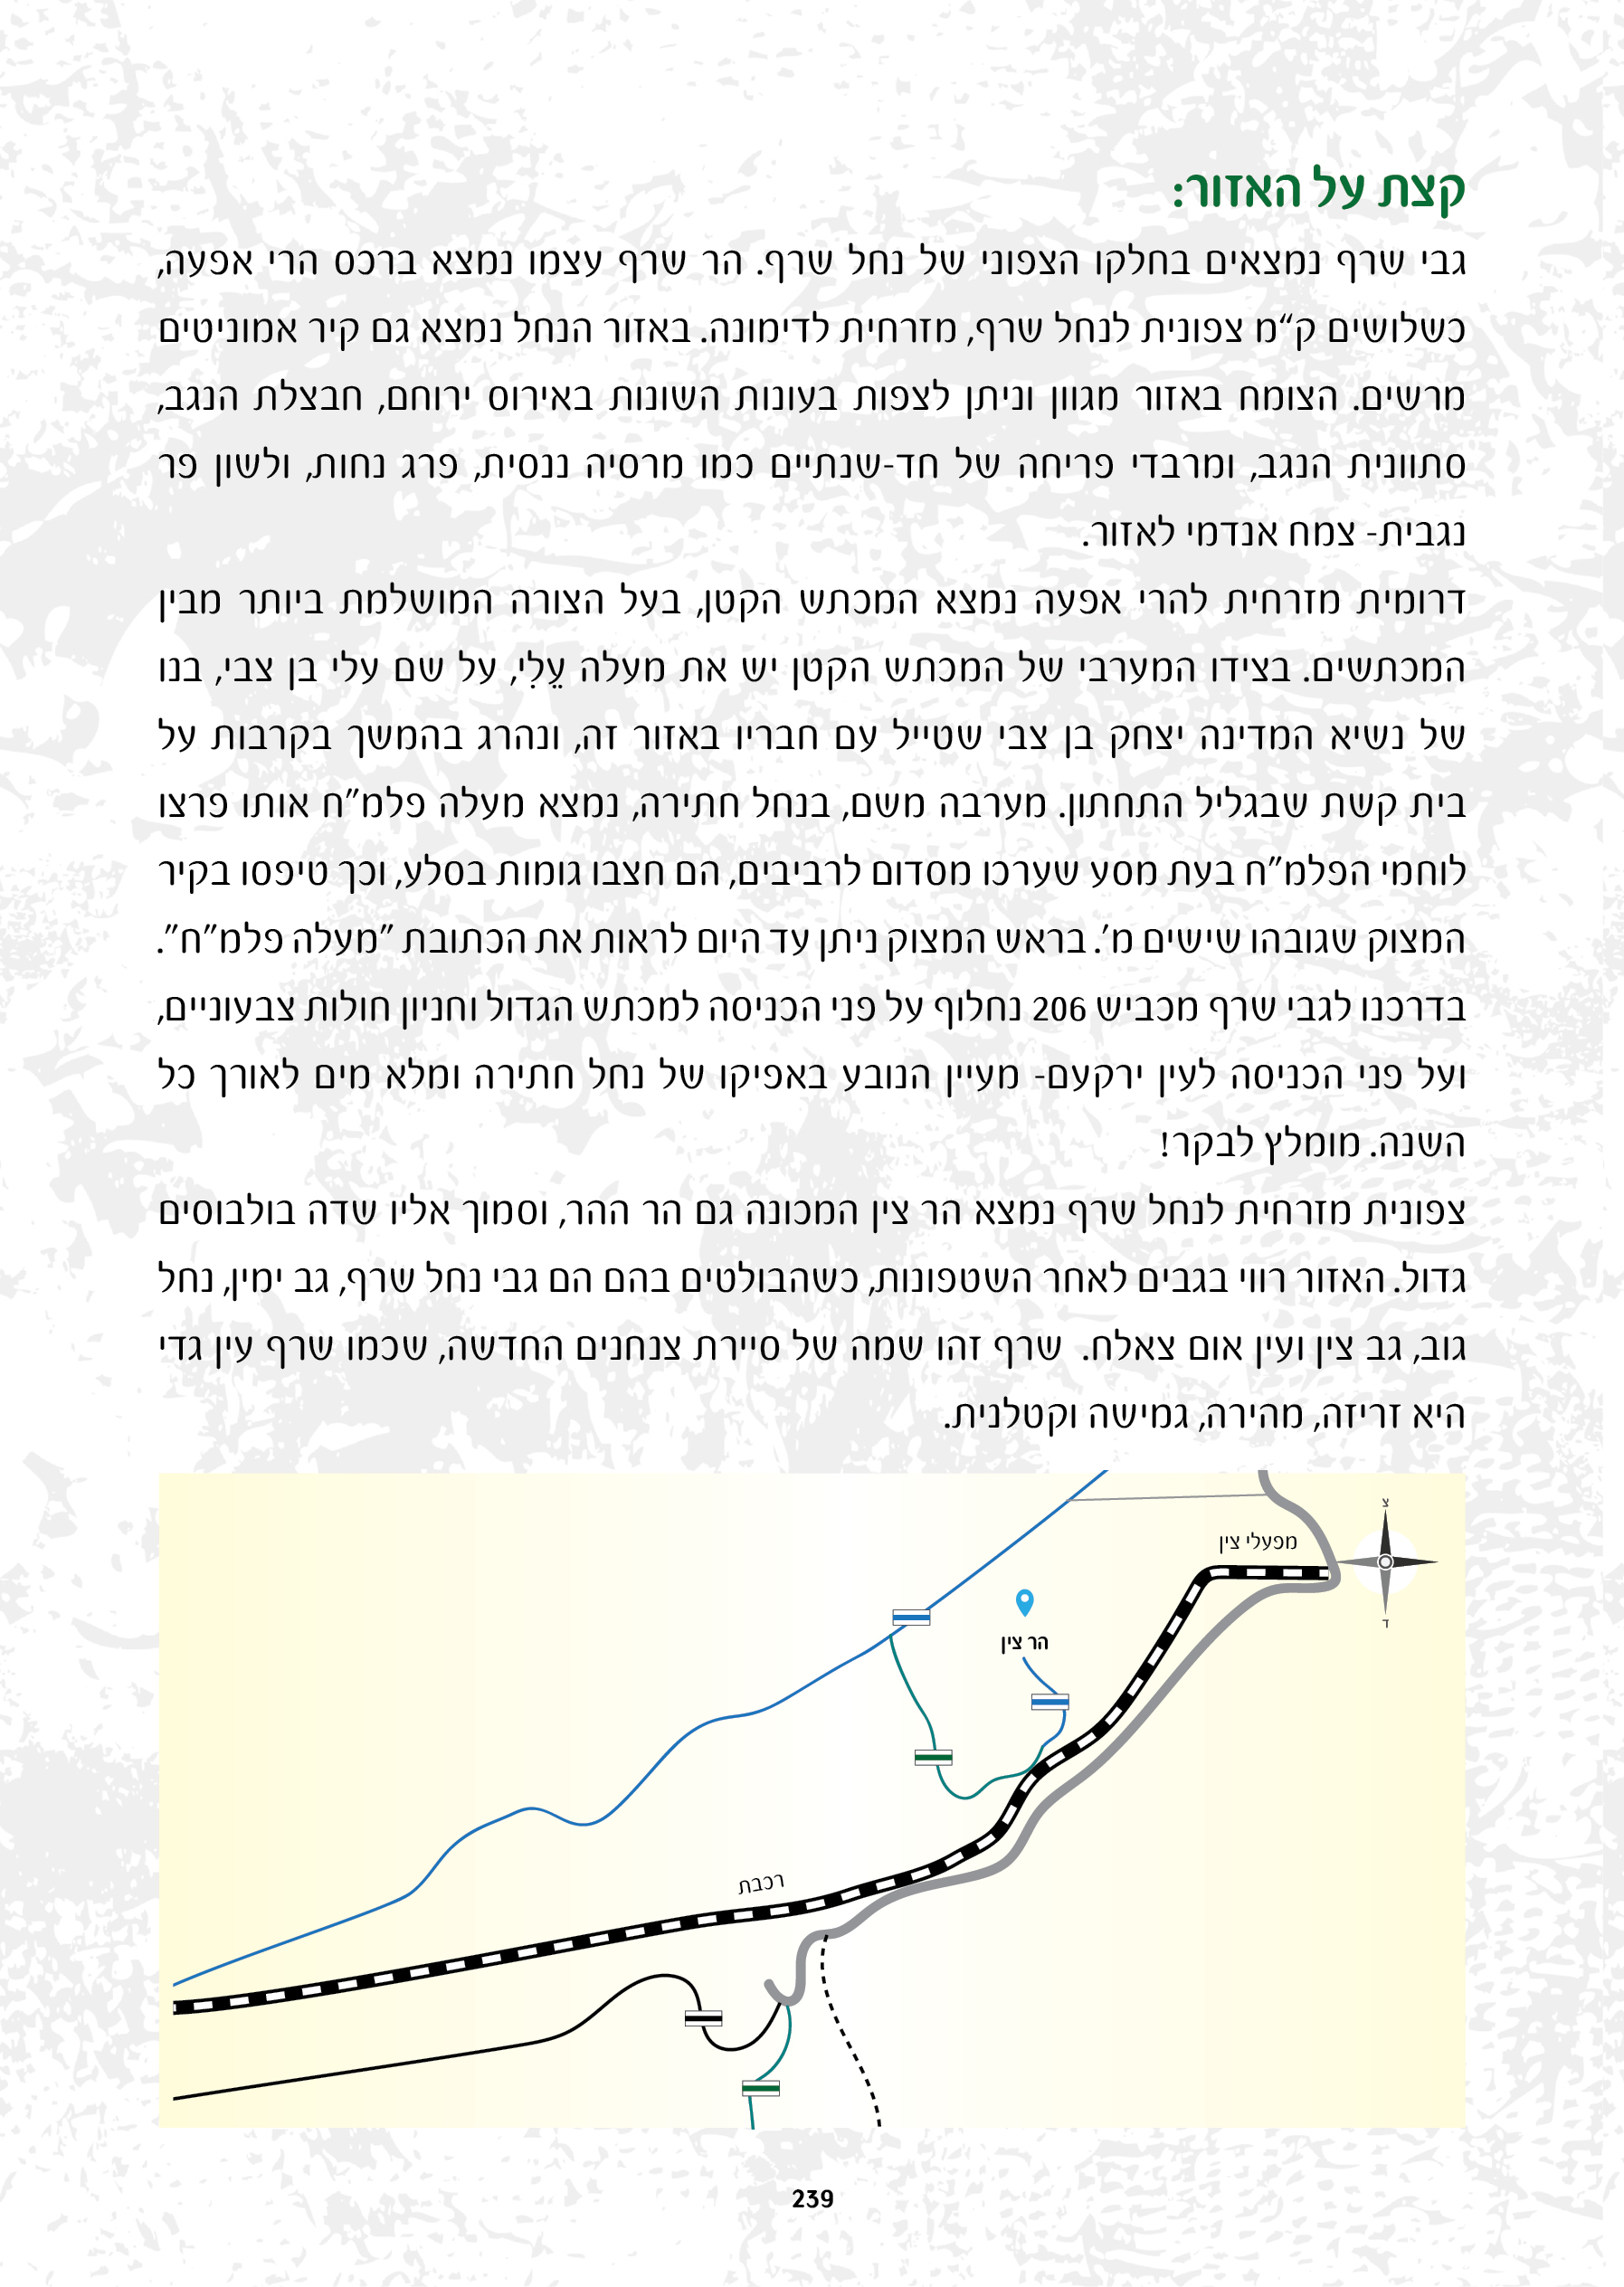 קצת על האזור:
גבי שרף נמצאים בחלקו הצפוני של נחל שרף. הר שרף עצמו נמצא ברכס הרי אפעה,
כשלושים ק״מ צפונית לנחל שרף, מזרחית לדימונה. באזור הנחל נמצא גם קיר אמוניטים
מרשים. הצומח באזור מגוון וניתן לצפות בעונות השונות באירוס ירוחם, חבצלת הנגב,
סתוונית הנגב, ומרבדי פריחה של חד-שנתיים כמו מרסיה ננסית, פרג נחות, ולשון פר
נגבית- צמח אנדמי לאזור.
דרומית מזרחית להרי אפעה נמצא המכתש הקטן, בעל הצורה המושלמת ביותר מבין
המכתשים. בצידו המערבי של המכתש הקטן יש את מעלה עֵלִי, על שם עלי בן צבי, בנו
של נשיא המדינה יצחק בן צבי שטייל עם חבריו באזור זה, ונהרג בהמשך בקרבות על
בית קשת שבגליל התחתון. מערבה משם, בנחל חתירה, נמצא מעלה פלמ״ח אותו פרצו
לוחמי הפלמ״ח בעת מסע שערכו מסדום לרביבים, הם חצבו גומות בסלע, וכך טיפסו בקיר
המצוק שגובהו שישים מ׳. בראש המצוק ניתן עד היום לראות את הכתובת ״מעלה פלמ״ח״.
בדרכנו לגבי שרף מכביש 206 נחלוף על פני הכניסה למכתש הגדול וחניון חולות צבעוניים,
ועל פני הכניסה לעין ירקעם- מעיין הנובע באפיקו של נחל חתירה ומלא מים לאורך כל
השנה. מומלץ לבקר!
צפונית מזרחית לנחל שרף נמצא הר צין המכונה גם הר ההר, וסמוך אליו שדה בולבוסים
גדול. האזור רווי בגבים לאחר השטפונות, כשהבולטים בהם הם גבי נחל שרף, גב ימין, נחל
גוב, גב צין ועין אום צאלח. שרף זהו שמה של סיירת צנחנים החדשה, שכמו שרף עין גדי
היא זריזה, מהירה, גמישה וקטלנית.
צ
מפעלי צין
ד
הר צין
רכבת
239